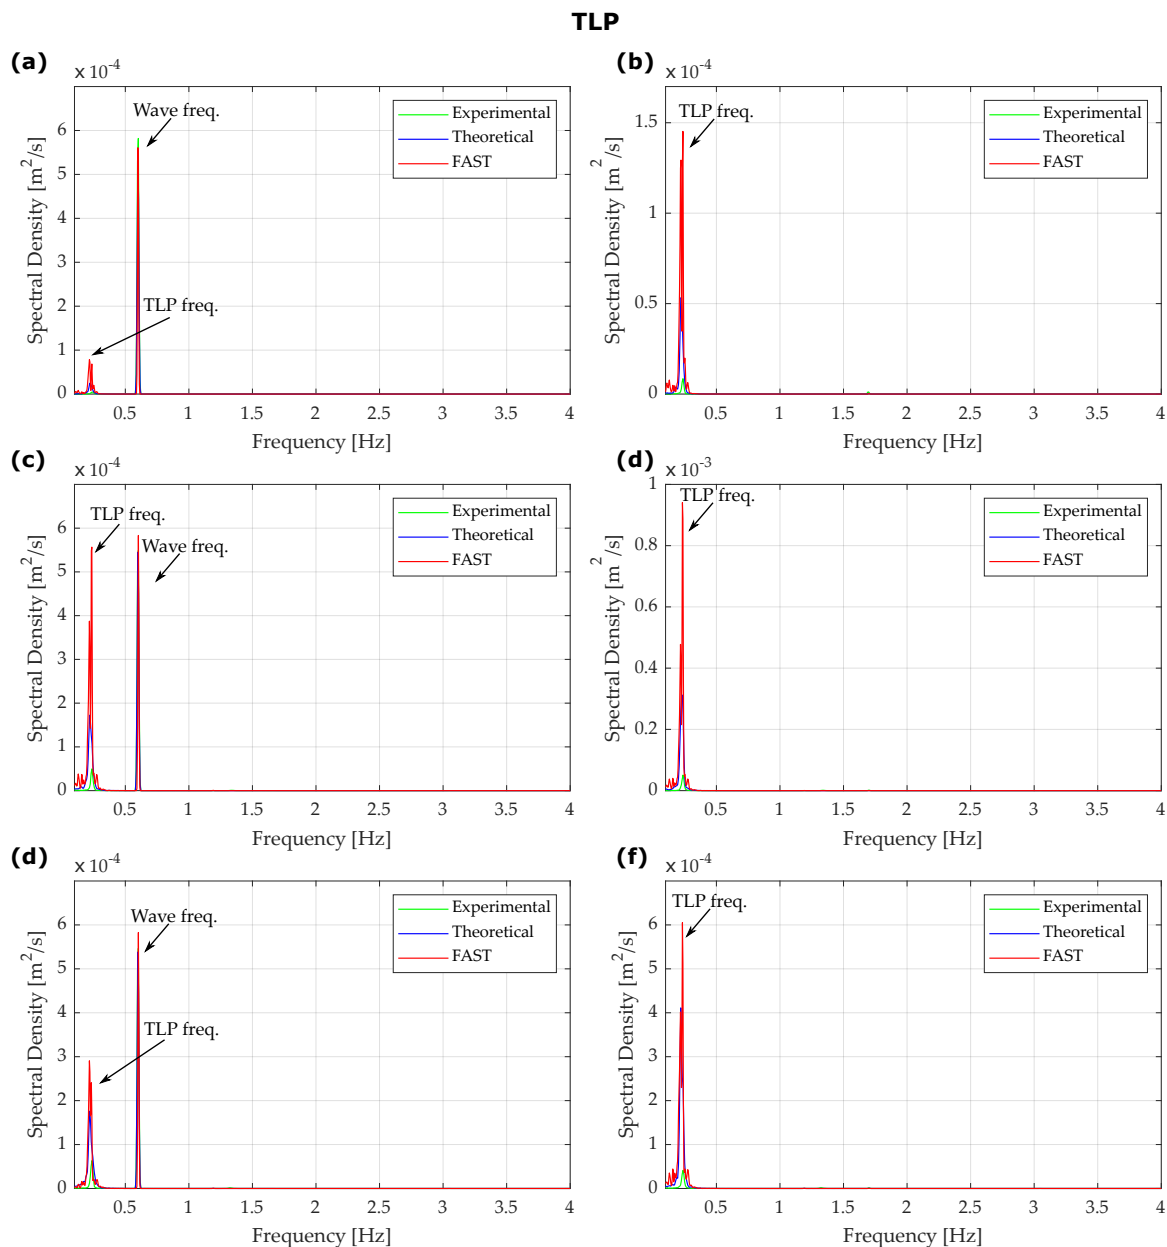 TLP
(a)
x 10^-4
Spectral Density [m^2/s]
6
5
4
3
2
1
0
Wave freq.
TLP freq.
Experimental
Theoretical
FAST
0.5 1 1.5 2 2.5 3 3.5 4
Frequency [Hz]
(b)
x 10^-4
Spectral Density [m^2/s]
1.5
1
0.5
0
TLP freq.
Experimental
Theoretical
FAST
0.5 1 1.5 2 2.5 3 3.5 4
Frequency [Hz]
(c)
x 10^-4
Spectral Density [m^2/s]
6
5
4
3
2
1
0
TLP freq.
Wave freq.
Experimental
Theoretical
FAST
0.5 1 1.5 2 2.5 3 3.5 4
Frequency [Hz]
(d)
x 10^-3
Spectral Density [m^2/s]
1
0.8
0.6
0.4
0.2
0
TLP freq.
Experimental
Theoretical
FAST
0.5 1 1.5 2 2.5 3 3.5 4
Frequency [Hz]
(d)
x 10^-4
Spectral Density [m^2/s]
6
5
4
3
2
1
0
Wave freq.
TLP freq.
Experimental
Theoretical
FAST
0.5 1 1.5 2 2.5 3 3.5 4
Frequency [Hz]
(f)
x 10^-4
Spectral Density [m^2/s]
6
5
4
3
2
1
0
TLP freq.
Experimental
Theoretical
FAST
0.5 1 1.5 2 2.5 3 3.5 4
Frequency [Hz]